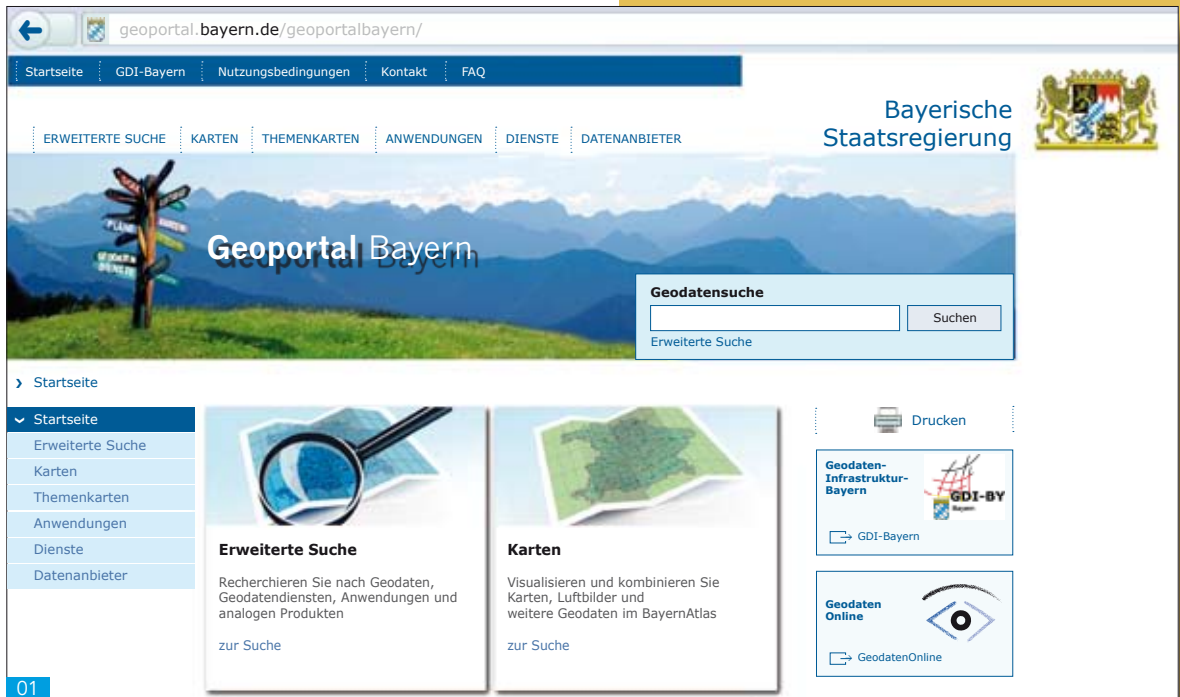 geoportal.bayern.de/geoportalbayern/
Startseite GDI-Bayern Nutzungsbedingungen Kontakt FAQ
Bayerische
Staatsregierung
ERWEITERTE SUCHE KARTEN THEMENKARTEN ANWENDUNGEN DIENSTE DATENANBIETER
Geoportal Bayern
Geodatensuche
Suchen
Erweiterte Suche
Startseite
Startseite
Erweiterte Suche
Karten
Themenkarten
Anwendungen
Dienste
Datenanbieter
Erweiterte Suche
Recherchieren Sie nach Geodaten,
Geodatendiensten, Anwendungen und
analogen Produkten
zur Suche
Karten
Visualisieren und kombinieren Sie
Karten, Luftbilder und
weitere Geodaten im BayernAtlas
zur Suche
Drucken
Geodaten-
Infrastruktur-
Bayern
GDI-BY
Bayern
GDI-Bayern
Geodaten
Online
GeodatenOnline
01